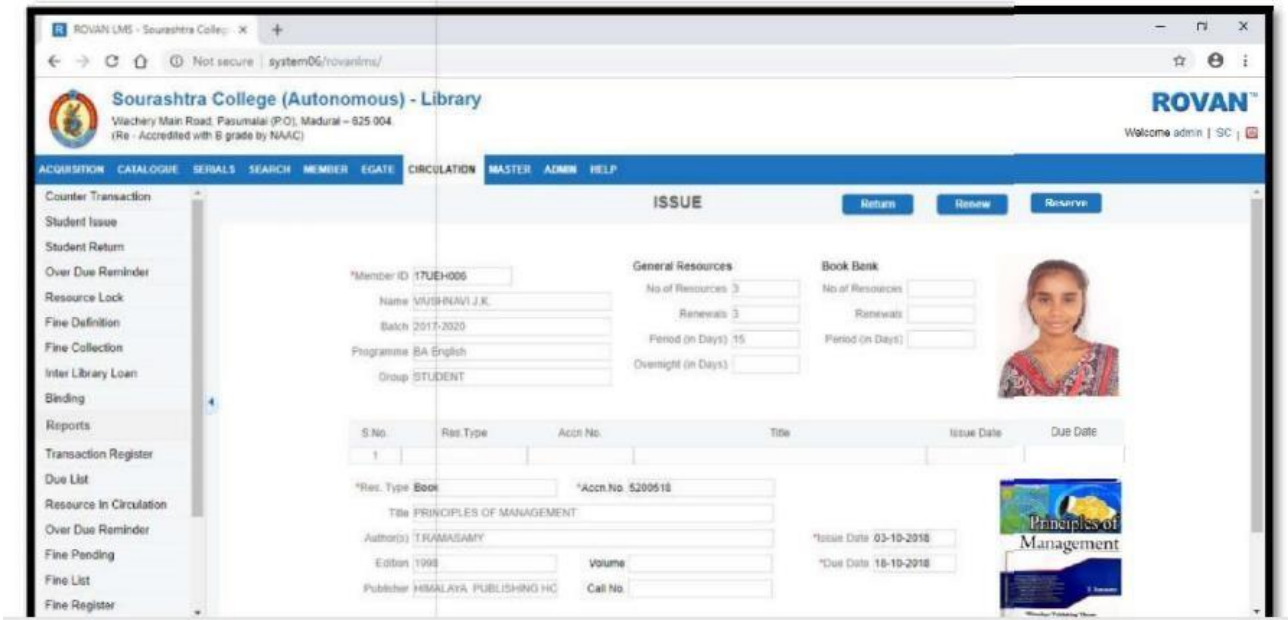 ROVAN LMS - Sourashtra Colleg
Not secure | system06/rovanlms/
Sourashtra College (Autonomous) - Library
Vilachery Main Road, Pasumalai (P.O), Madurai – 625 004.
(Re - Accredited with B grade by NAAC)
ROVAN™
Welcome admin | SC |
ACQUISITION CATALOGUE SERIALS SEARCH MEMBER EGATE CIRCULATION MASTER ADMIN HELP
Counter Transaction
Student Issue
Student Return
Over Due Reminder
Resource Lock
Fine Definition
Fine Collection
Inter Library Loan
Binding
Reports
Transaction Register
Due List
Resource In Circulation
Over Due Reminder
Fine Pending
Fine List
Fine Register
ISSUE Return Renew Reserve
*Member ID 17UEH006
Name VAISHNAVI J.K.
Batch 2017-2020
Programme BA English
Group STUDENT
General Resources
No of Resources 3
Renewals 3
Period (in Days) 15
Overnight (in Days)
Book Bank
No of Resources
Renewals
Period (in Days)
S.No. Res.Type Accn No. Title Issue Date Due Date
1
*Res. Type Book *Accn.No. 5200518
Title PRINCIPLES OF MANAGEMENT
Author(s) T.RAMASAMY *Issue Date 03-10-2018
Edition 1998 Volume *Due Date 18-10-2018
Publisher HIMALAYA PUBLISHING HO Call No.
Principles of
Management